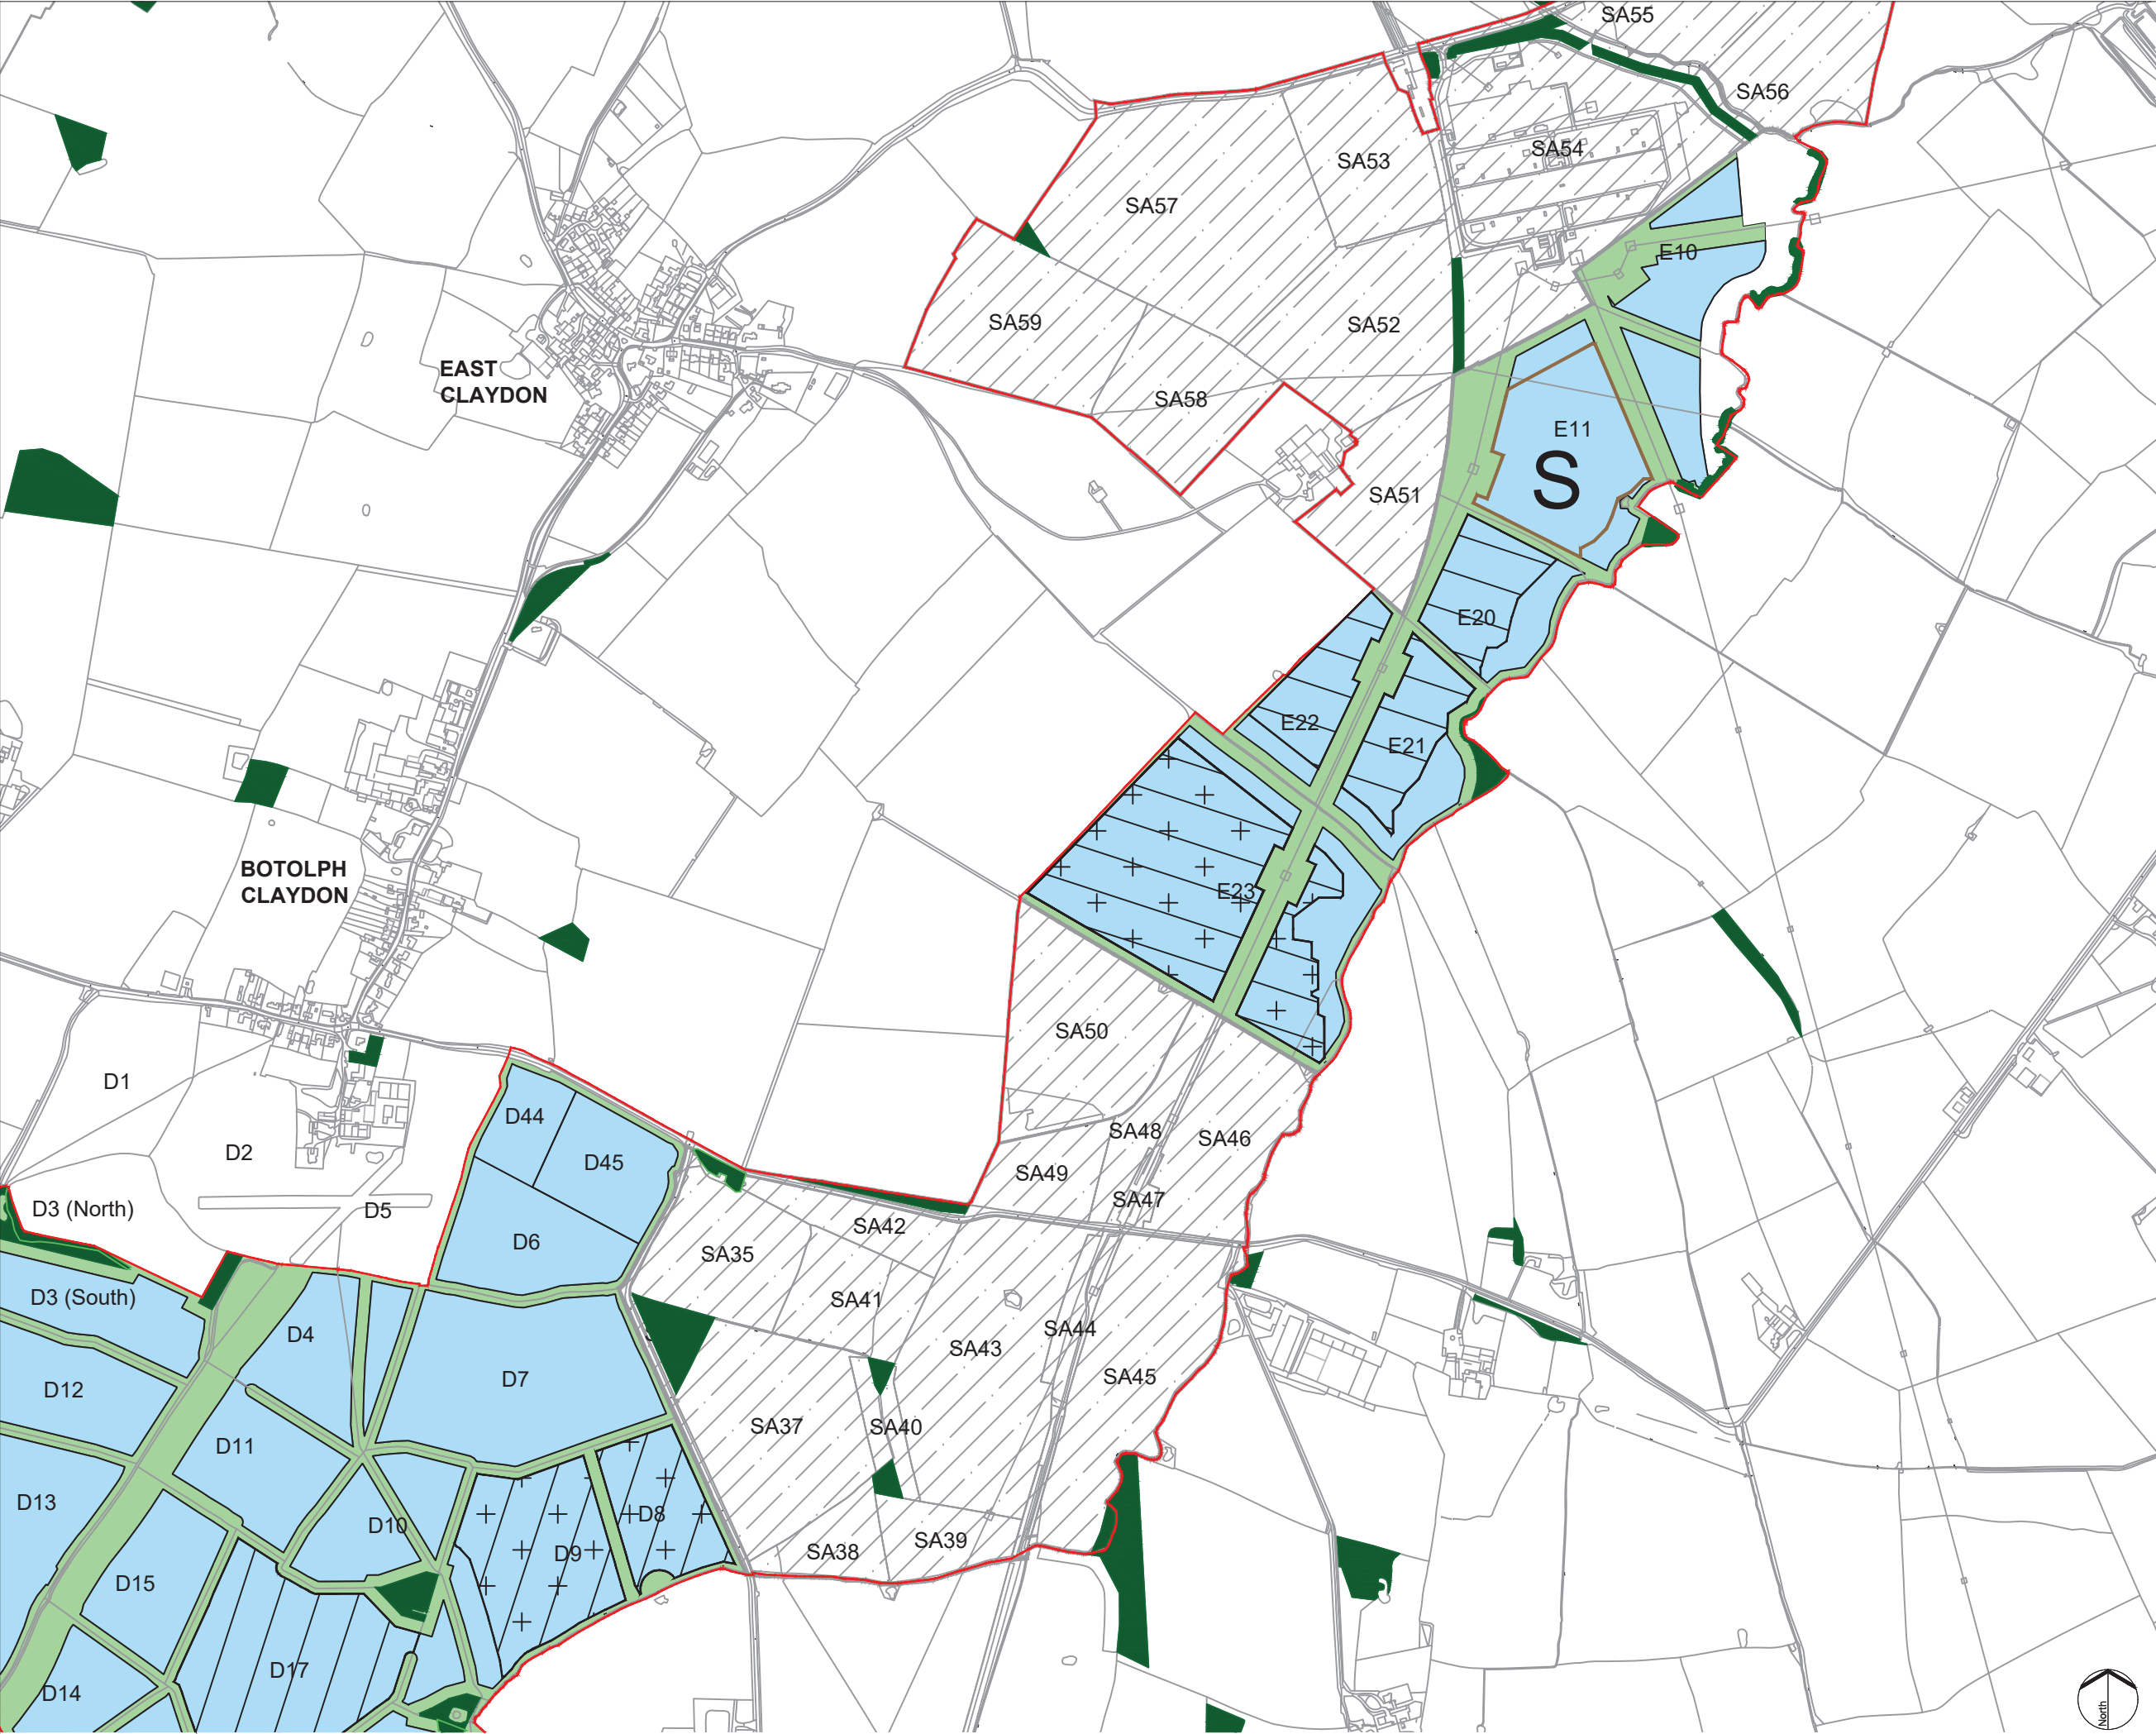 SA55
SA56
SA54
SA53
SA57
E10
SA59
SA52
EAST
CLAYDON
SA58
E11
S
SA51
E20
E22
E21
BOTOLPH
CLAYDON
E23
SA50
D1
D44
SA48
SA46
D2
D45
SA49
SA47
D3 (North)
D5
SA42
D6
SA35
D3 (South)
SA41
D4
SA44
SA43
D7
SA45
D12
SA37
SA40
D11
D13
D8
D10
SA39
D9
SA38
D15
D17
D14
North